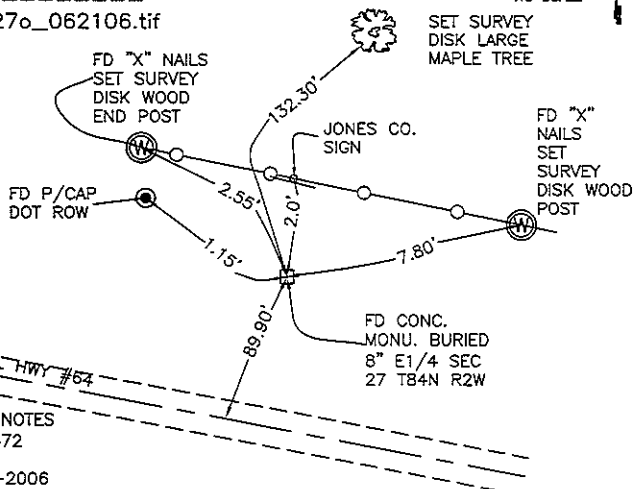 27o_062106.tif
SET SURVEY
DISK LARGE
MAPLE TREE
FD "X" NAILS
SET SURVEY
DISK WOOD
END POST
132.30'
JONES CO.
SIGN
FD "X"
NAILS
SET
SURVEY
DISK WOOD
POST
W
W
FD P/CAP
DOT ROW
2.55'
2.0'
1.15'
7.80'
89.90'
FD CONC.
MONU. BURIED
8" E1/4 SEC
27 T84N R2W
HWY #64
NOTES
72
-2006